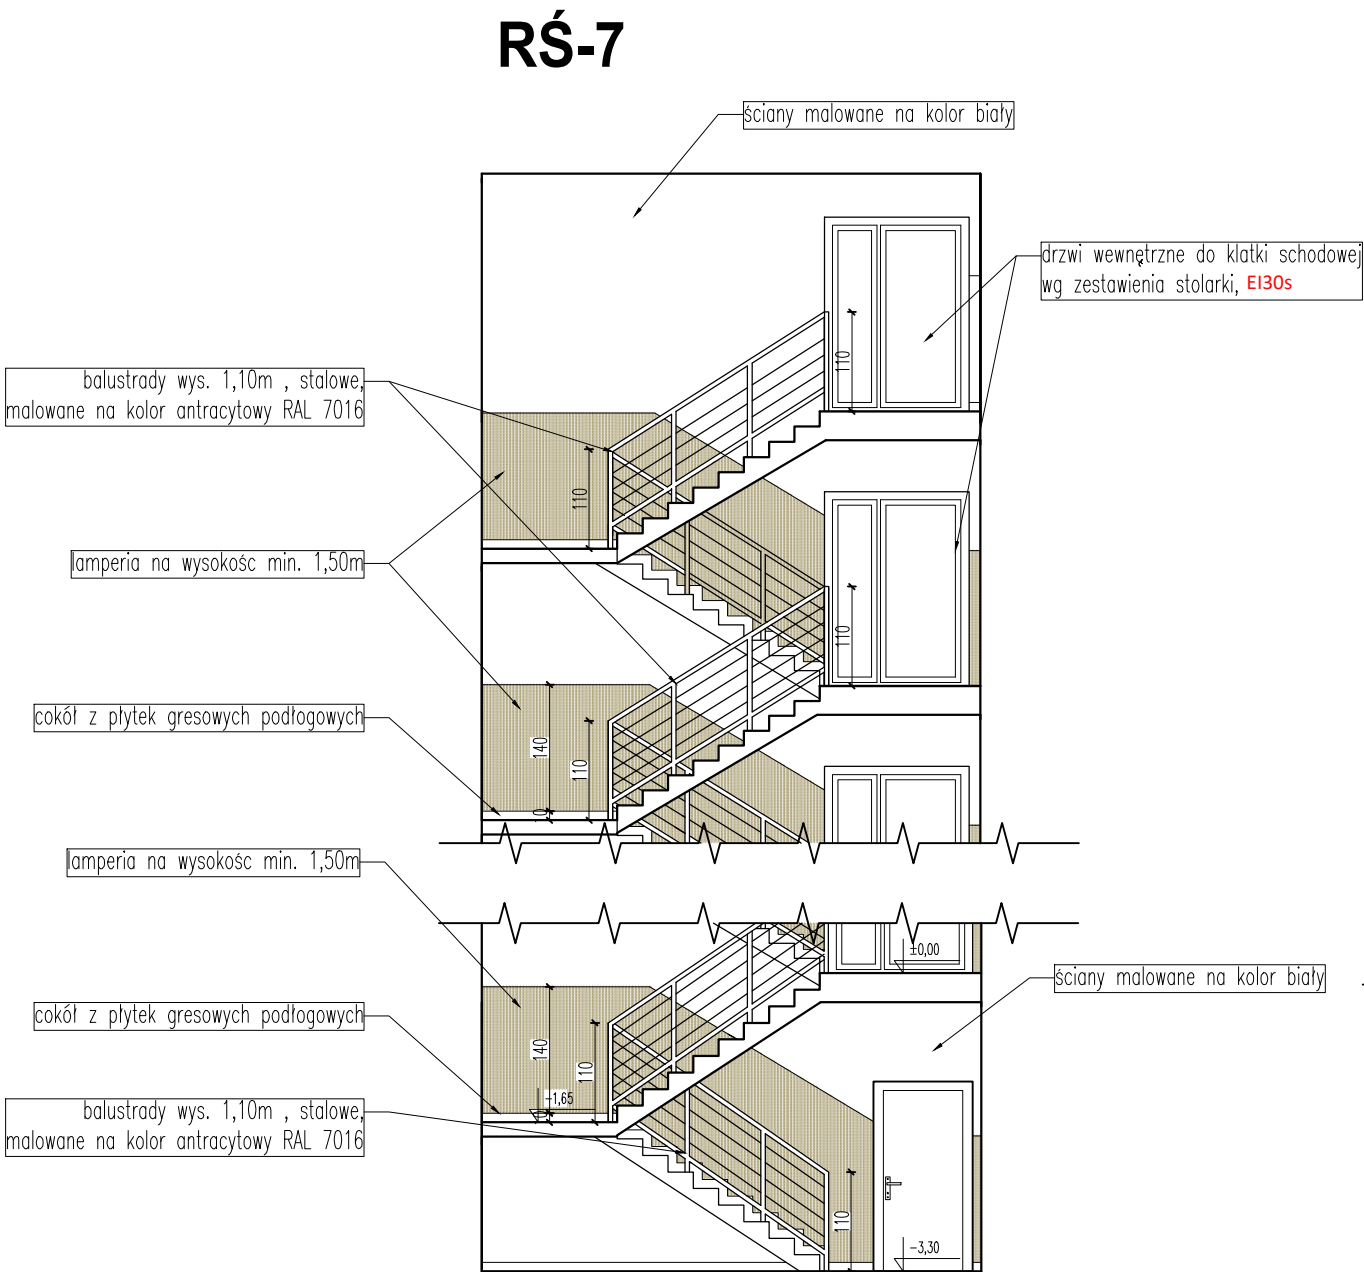 RŚ-7
ściany malowane na kolor biały
drzwi wewnętrzne do klatki schodowej
wg zestawienia stolarki, EI30s
110
balustrady wys. 1,10m , stalowe,
malowane na kolor antracytowy RAL 7016
110
lamperia na wysokośc min. 1,50m
110
cokół z płytek gresowych podłogowych
140
110
10
lamperia na wysokośc min. 1,50m
±0,00
ściany malowane na kolor biały
cokół z płytek gresowych podłogowych
140
110
-1,65
10
balustrady wys. 1,10m , stalowe,
malowane na kolor antracytowy RAL 7016
110
-3,30